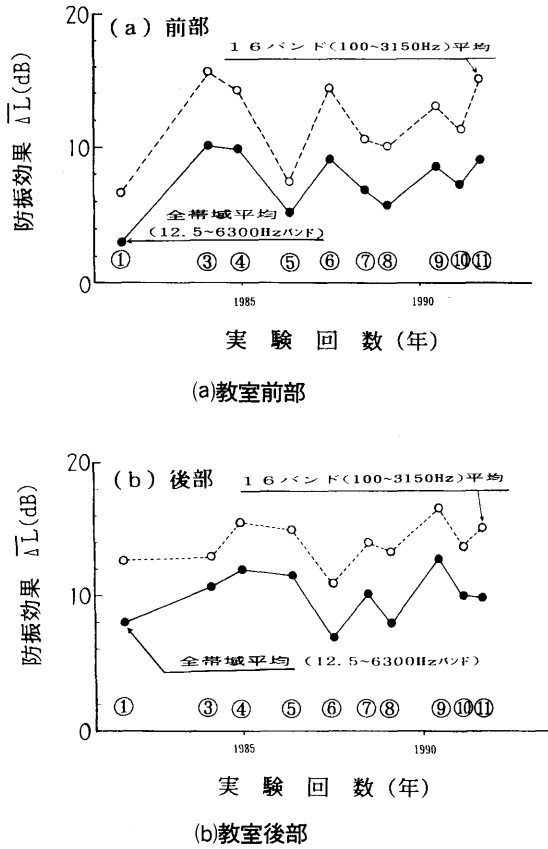 20
(a)前部
16バンド(100~3150Hz)平均
防振効果 ΔL(dB)
10
全帯域平均
(12.5~6300Hzバンド)
① ③ ④ ⑤ ⑥ ⑦ ⑧ ⑨ ⑩ ⑪
0
1985 1990
実験回数(年)
(a)教室前部
20
(b)後部
16バンド(100~3150Hz)平均
防振効果 ΔL(dB)
10
全帯域平均(12.5~6300Hzバンド)
① ③ ④ ⑤ ⑥ ⑦ ⑧ ⑨ ⑩ ⑪
0
1985 1990
実験回数(年)
(b)教室後部